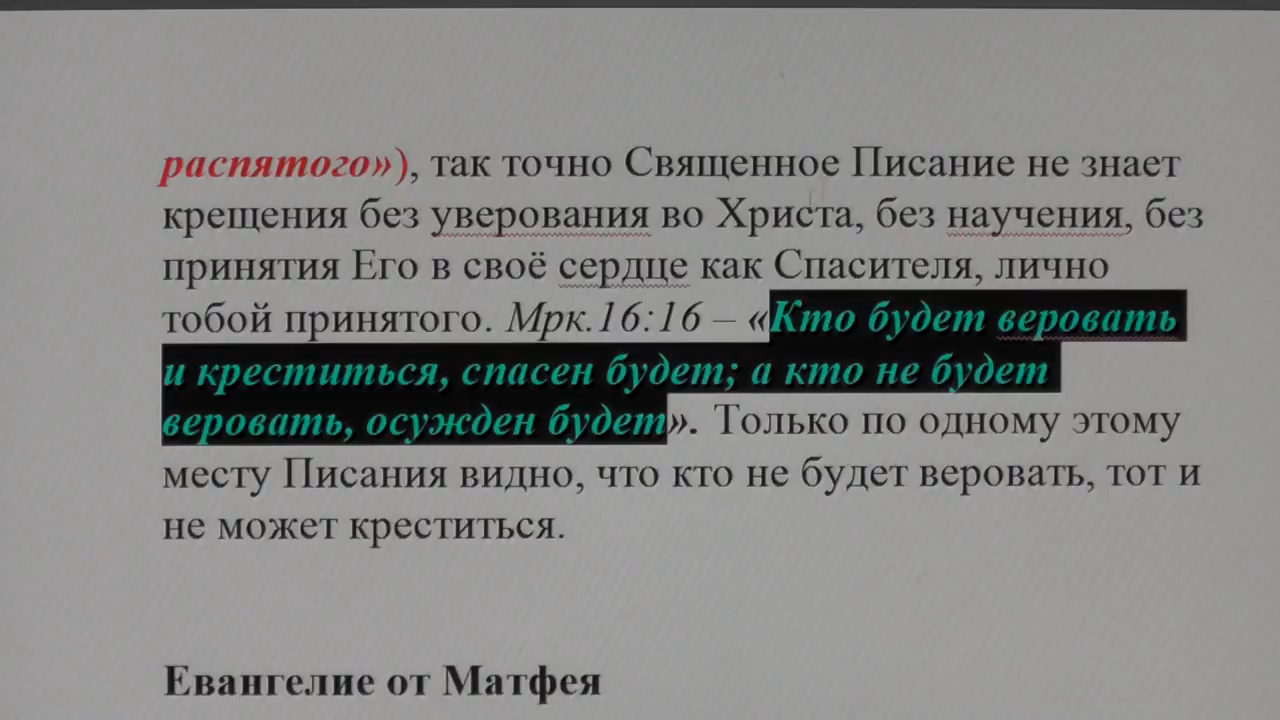 распятого»), так точно Священное Писание не знает
крещения без уверования во Христа, без научения, без
принятия Его в своё сердце как Спасителя, лично
тобой принятого. Мрк.16:16 – «Кто будет веровать
и креститься, спасен будет; а кто не будет
веровать, осужден будет». Только по одному этому
месту Писания видно, что кто не будет веровать, тот и
не может креститься.
Евангелие от Матфея